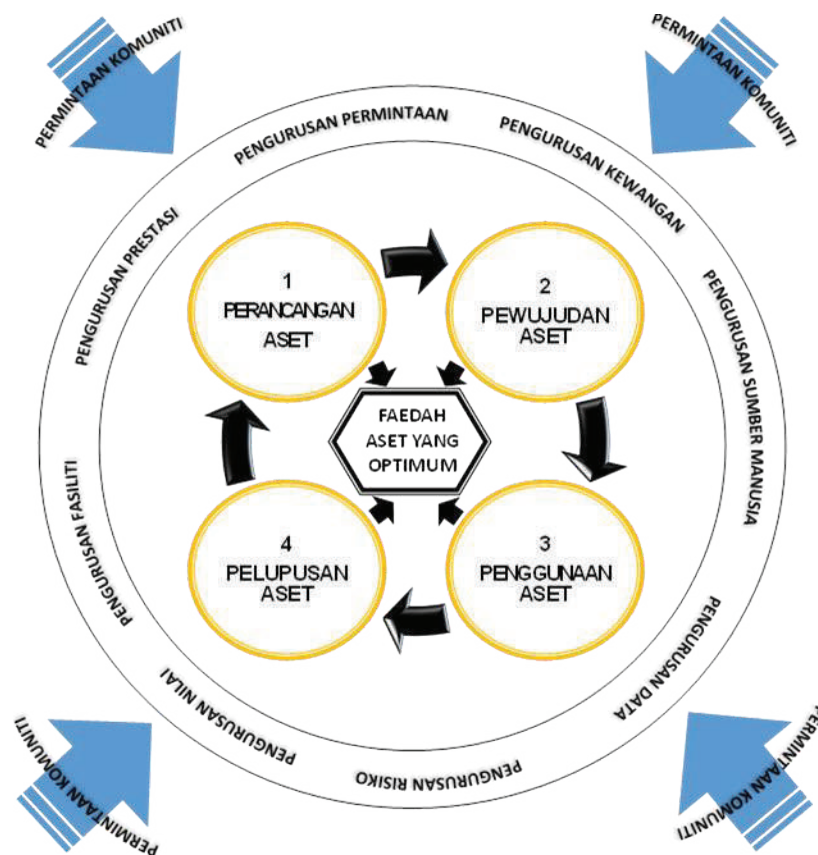 PERMINTAAN KOMUNITI
PERMINTAAN KOMUNITI
PENGURUSAN PERMINTAAN
PENGURUSAN KEWANGAN
PENGURUSAN SUMBER MANUSIA
PENGURUSAN DATA
PENGURUSAN RISIKO
PENGURUSAN NILAI
PENGURUSAN FASILITI
PENGURUSAN PRESTASI
1
PERANCANGAN
ASET
2
PEWUJUDAN
ASET
FAEDAH
ASET YANG
OPTIMUM
4
PELUPUSAN
ASET
3
PENGGUNAAN
ASET
PERMINTAAN KOMUNITI
PERMINTAAN KOMUNITI